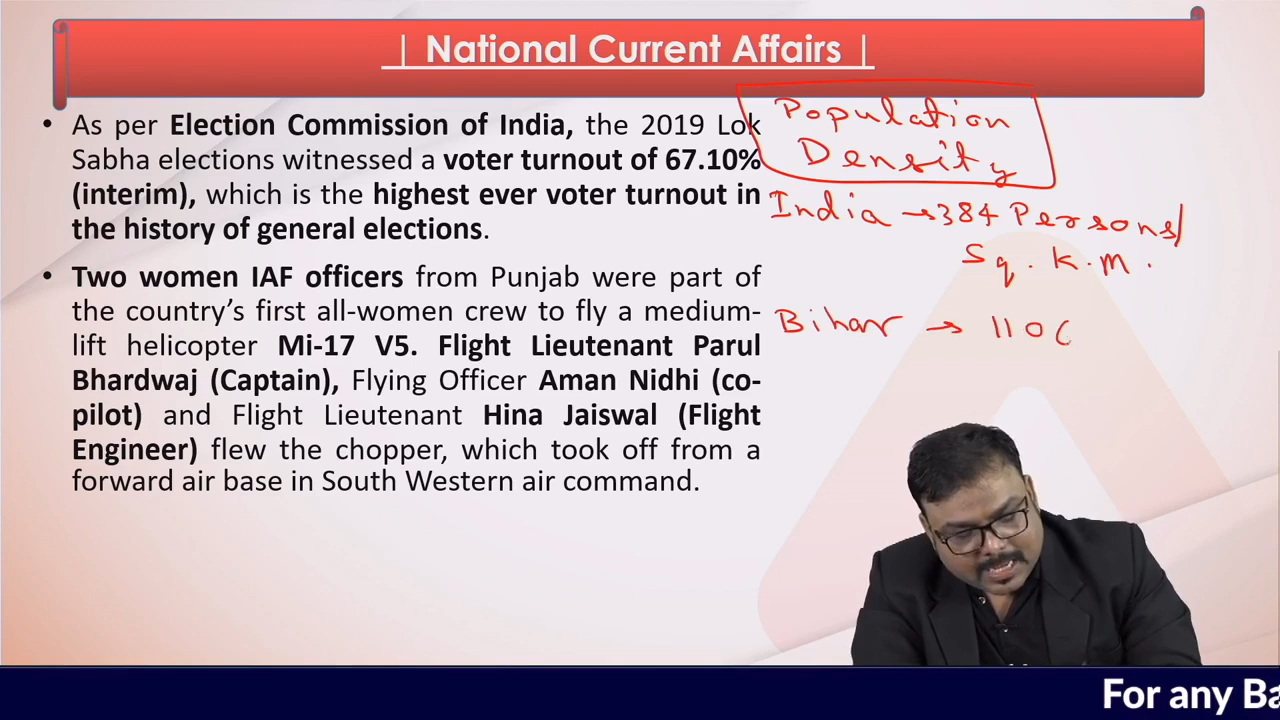 | National Current Affairs |
• As per Election Commission of India, the 2019 Lok
Sabha elections witnessed a voter turnout of 67.10%
(interim), which is the highest ever voter turnout in
the history of general elections.
• Two women IAF officers from Punjab were part of
the country’s first all-women crew to fly a medium-
lift helicopter Mi-17 V5. Flight Lieutenant Parul
Bhardwaj (Captain), Flying Officer Aman Nidhi (co-
pilot) and Flight Lieutenant Hina Jaiswal (Flight
Engineer) flew the chopper, which took off from a
forward air base in South Western air command.
Population
Density
India → 384 Persons/
Sq. K.M.
Bihar → 110
For any Ba